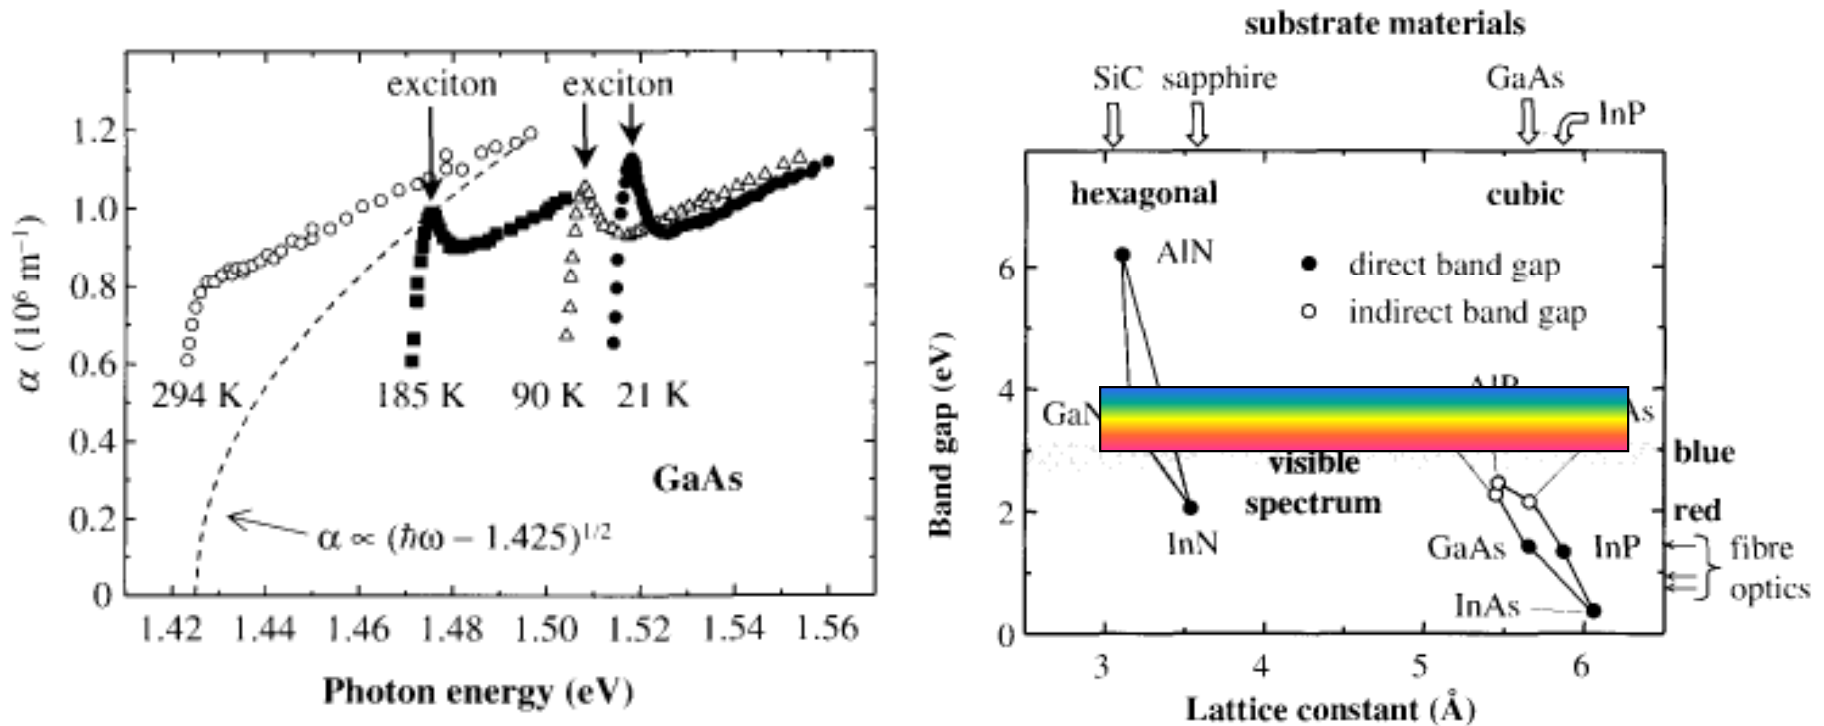 exciton exciton
1.2
1.0
0.8
0.6
0.4
0.2
0
α (10⁶ m⁻¹)
294 K 185 K 90 K 21 K
GaAs
α ∝ (ħω − 1.425)¹/²
1.42 1.44 1.46 1.48 1.50 1.52 1.54 1.56
Photon energy (eV)
substrate materials
SiC sapphire GaAs
InP
hexagonal cubic
AlN
direct band gap
indirect band gap
6
4
2
0
Band gap (eV)
GaN
As
blue
visible
spectrum
red
InN
GaAs InP
InAs
fibre
optics
3 4 5 6
Lattice constant (Å)